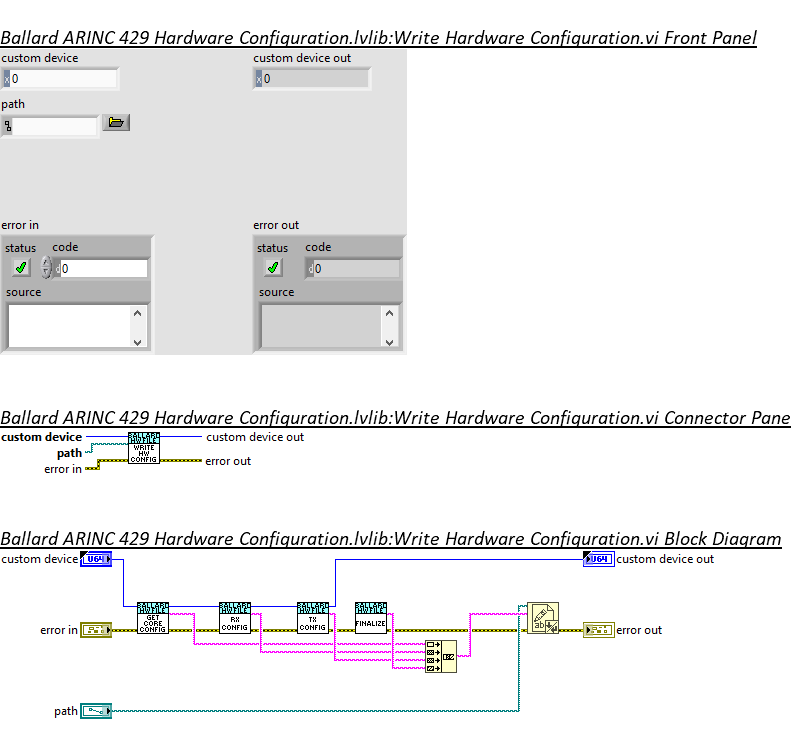 Ballard ARINC 429 Hardware Configuration.lvlib:Write Hardware Configuration.vi Front Panel
custom device
custom device out
x 0
x 0
path
error in
error out
status code
status code
d 0
d 0
source
source
Ballard ARINC 429 Hardware Configuration.lvlib:Write Hardware Configuration.vi Connector Pane
custom device
custom device out
path
error in
error out
BALLARD
HWFILE
WRITE
HW
CONFIG
Ballard ARINC 429 Hardware Configuration.lvlib:Write Hardware Configuration.vi Block Diagram
custom device
U64
U64
custom device out
BALLARD
HWFILE
GET
CORE
CONFIG
BALLARD
HWFILE
RX
CONFIG
BALLARD
HWFILE
TX
CONFIG
BALLARD
HWFILE
FINALIZE
error in
ab
error out
path